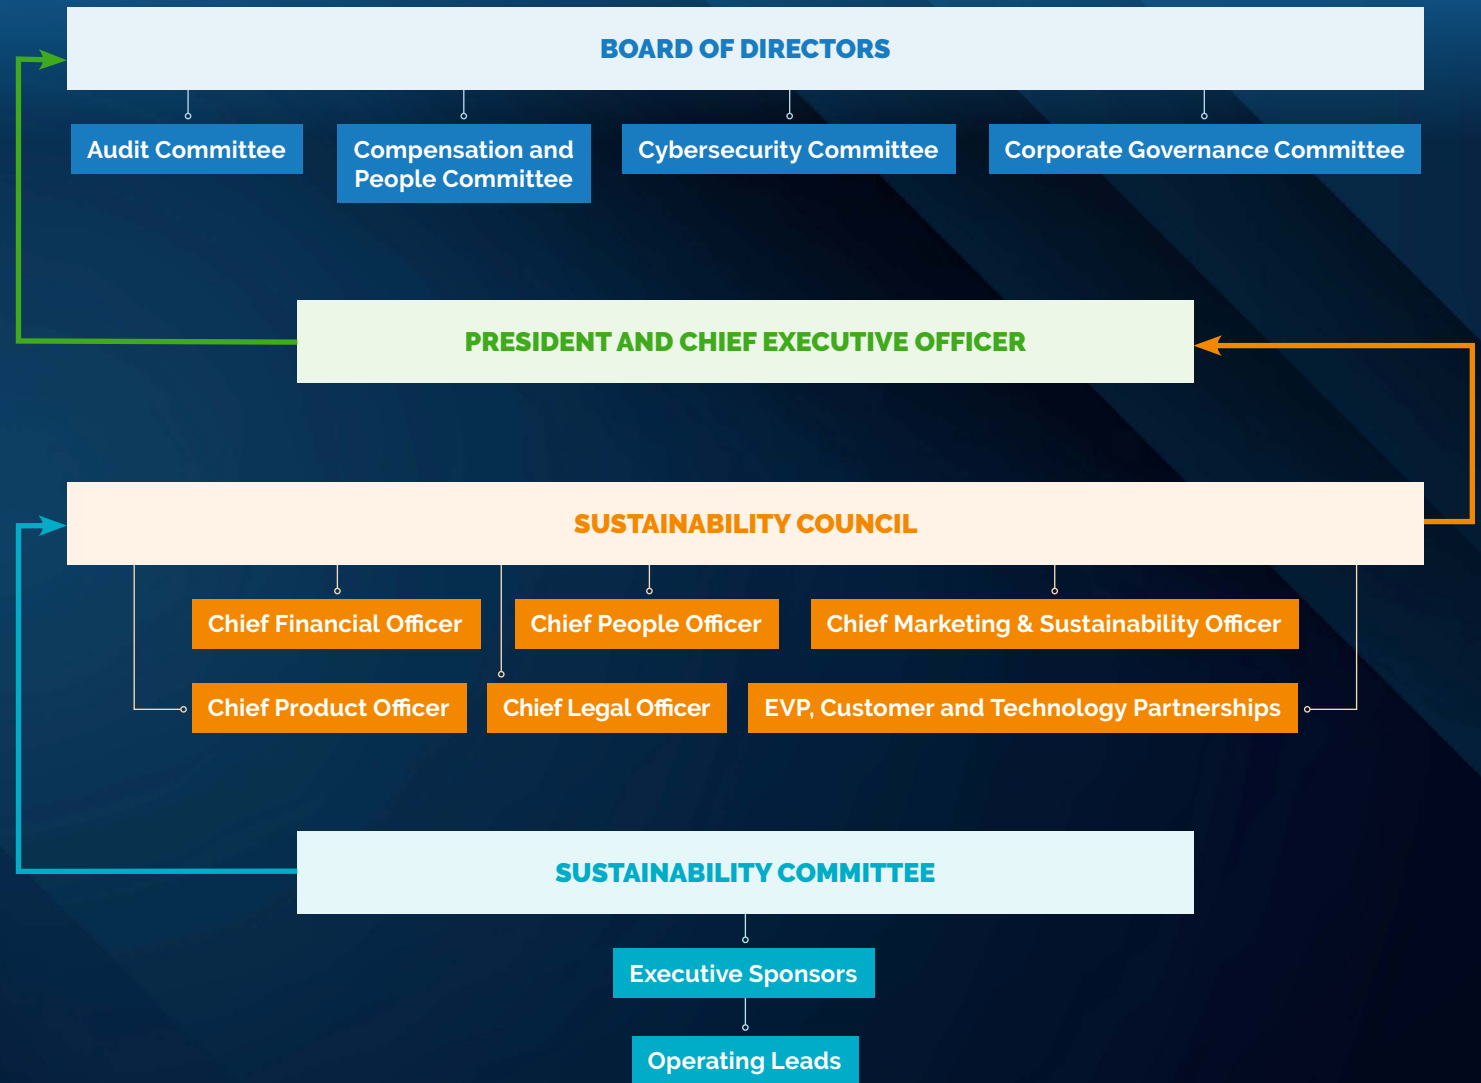 BOARD OF DIRECTORS
Audit Committee
Compensation and
People Committee
Cybersecurity Committee
Corporate Governance Committee
PRESIDENT AND CHIEF EXECUTIVE OFFICER
SUSTAINABILITY COUNCIL
Chief Financial Officer
Chief People Officer
Chief Marketing & Sustainability Officer
Chief Product Officer
Chief Legal Officer
EVP, Customer and Technology Partnerships
SUSTAINABILITY COMMITTEE
Executive Sponsors
Operating Leads